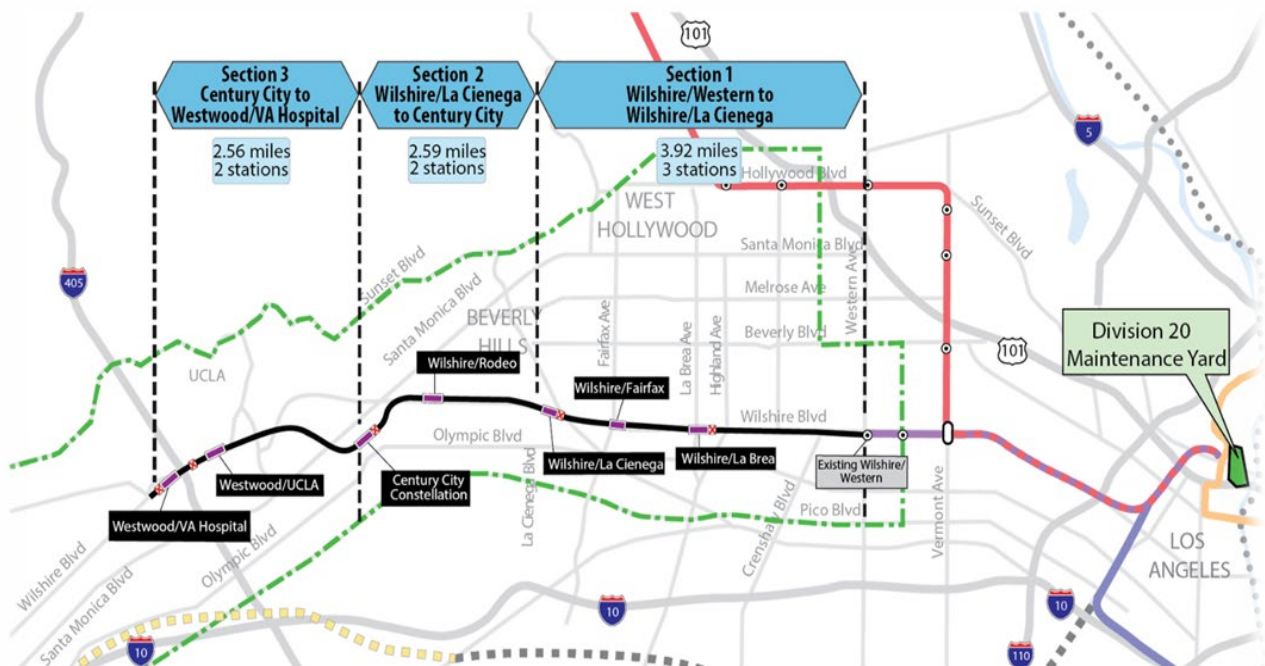 101
Section 3
Century City to
Westwood/VA Hospital
2.56 miles
2 stations
Section 2
Wilshire/La Cienega
to Century City
2.59 miles
2 stations
Section 1
Wilshire/Western to
Wilshire/La Cienega
3.92 miles
3 stations
5
Hollywood Blvd
WEST
HOLLYWOOD
Sunset Blvd
Santa Monica Blvd
405
Sunset Blvd
Melrose Ave
Western Ave
Santa Monica Blvd
BEVERLY
HILLS
Fairfax Ave
La Brea Ave
Highland Ave
Beverly Blvd
101
Division 20
Maintenance Yard
UCLA
Wilshire/Rodeo
Wilshire/Fairfax
Wilshire Blvd
Olympic Blvd
Wilshire/La Cienega
Wilshire/La Brea
Existing Wilshire/
Western
Westwood/UCLA
Century City
Constellation
La Cienega Blvd
Crenshaw Blvd
Pico Blvd
Vermont Ave
Westwood/VA Hospital
LOS
ANGELES
Wilshire Blvd
Santa Monica Blvd
Olympic Blvd
10
10
10
110